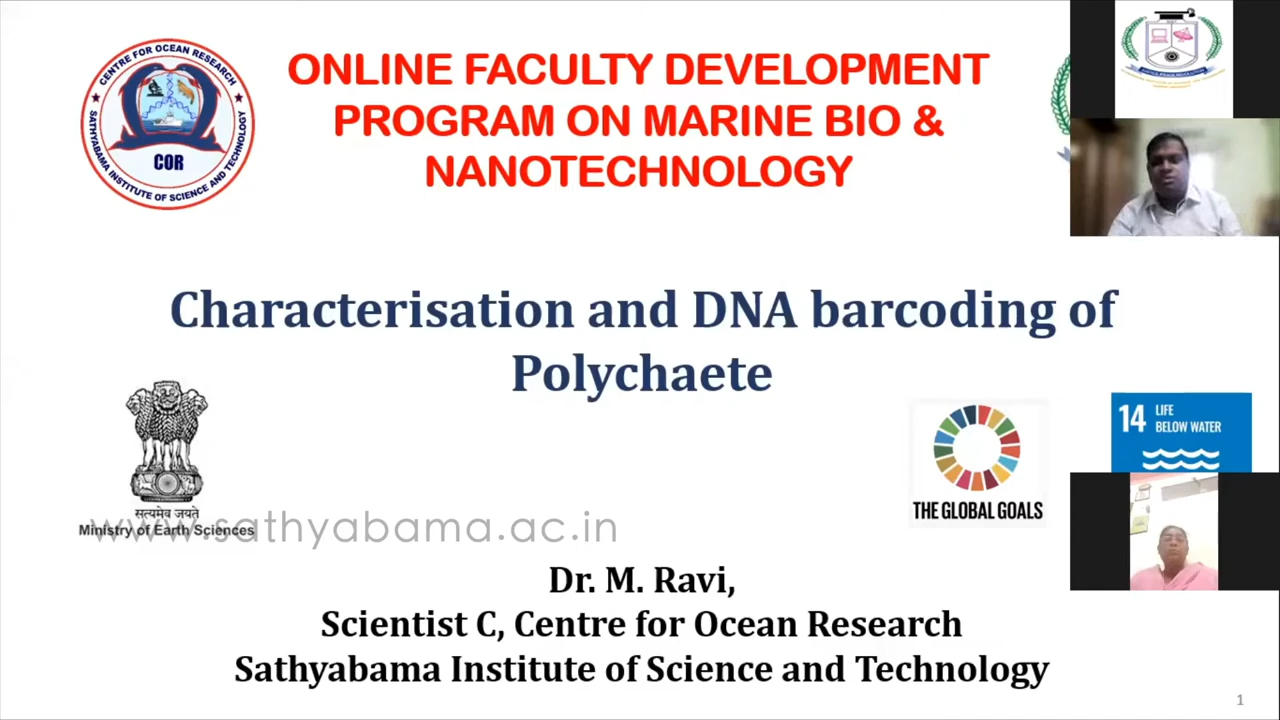 CENTRE FOR OCEAN RESEARCH
SATHYABAMA INSTITUTE OF SCIENCE AND TECHNOLOGY
COR
ONLINE FACULTY DEVELOPMENT
PROGRAM ON MARINE BIO &
NANOTECHNOLOGY
Characterisation and DNA barcoding of
Polychaete
सत्यमेव जयते
Ministry of Earth Sciences
www.sathyabama.ac.in
THE GLOBAL GOALS
14 LIFE
BELOW WATER
Dr. M. Ravi,
Scientist C, Centre for Ocean Research
Sathyabama Institute of Science and Technology
1